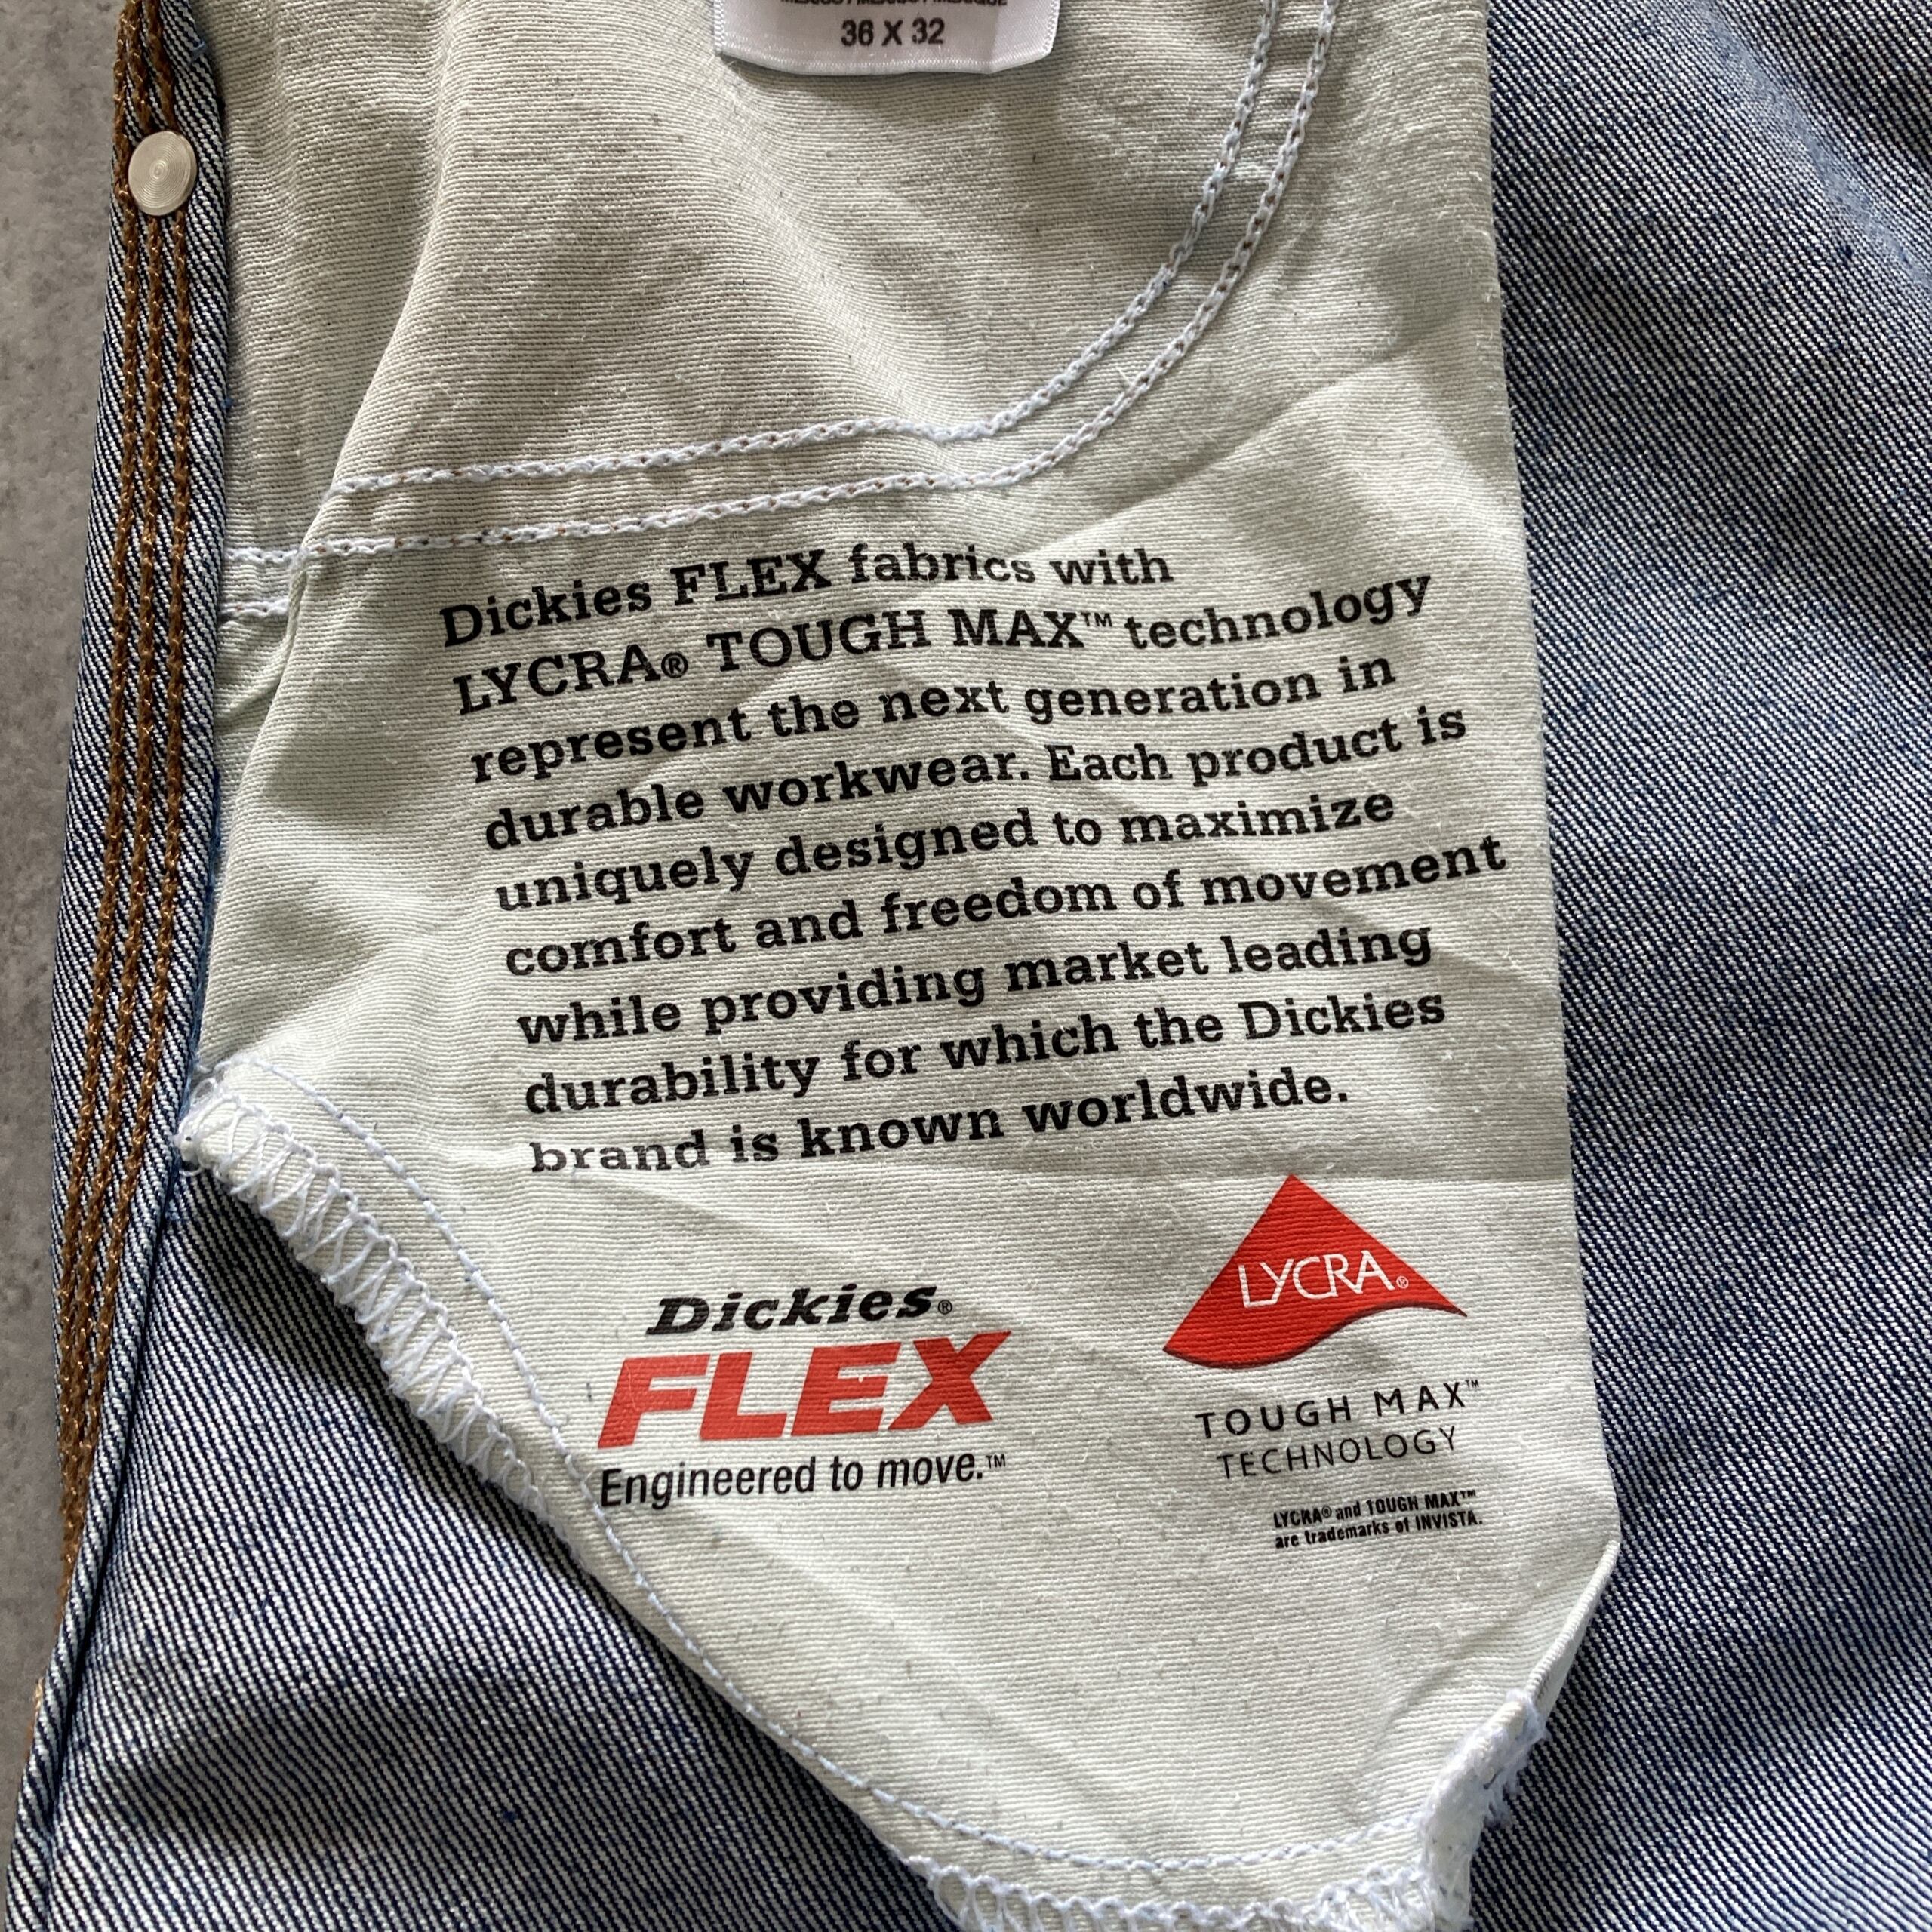 36 X 32
Dickies FLEX fabrics with
LYCRA® TOUGH MAX™ technology
represent the next generation in
durable workwear. Each product is
uniquely designed to maximize
comfort and freedom of movement
while providing market leading
durability for which the Dickies
brand is known worldwide.
Dickies®
FLEX
Engineered to move.™
LYCRA®
TOUGH MAX™
TECHNOLOGY
LYCRA® and TOUGH MAX™
are trademarks of INVISTA.